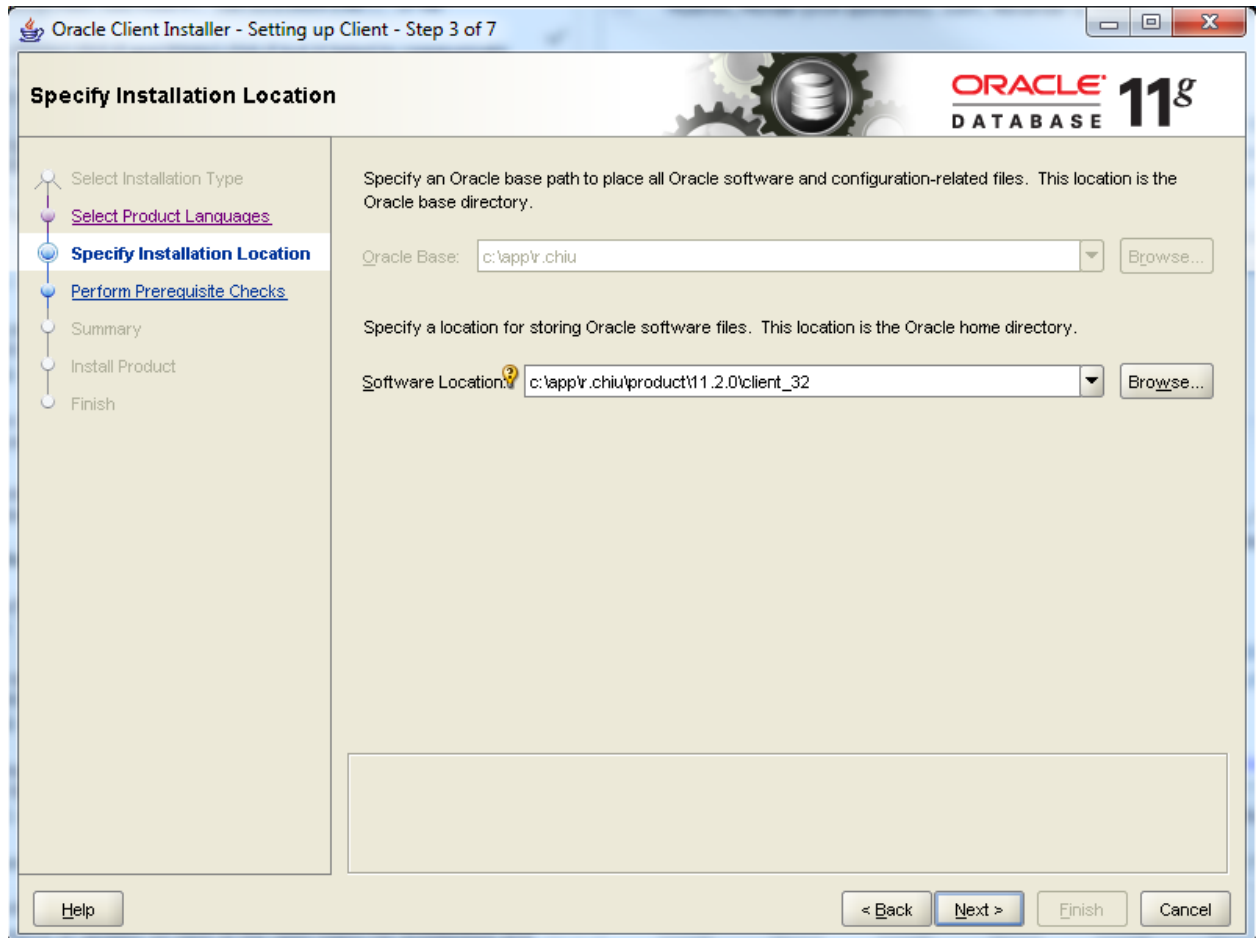 Oracle Client Installer - Setting up Client - Step 3 of 7
Specify Installation Location
ORACLE
DATABASE
11g
Select Installation Type
Select Product Languages
Specify Installation Location
Perform Prerequisite Checks
Summary
Install Product
Finish
Specify an Oracle base path to place all Oracle software and configuration-related files. This location is the
Oracle base directory.
Oracle Base: c:\app\r.chiu Browse...
Specify a location for storing Oracle software files. This location is the Oracle home directory.
Software Location: c:\app\r.chiu\product\11.2.0\client_32 Browse...
Help < Back Next > Finish Cancel